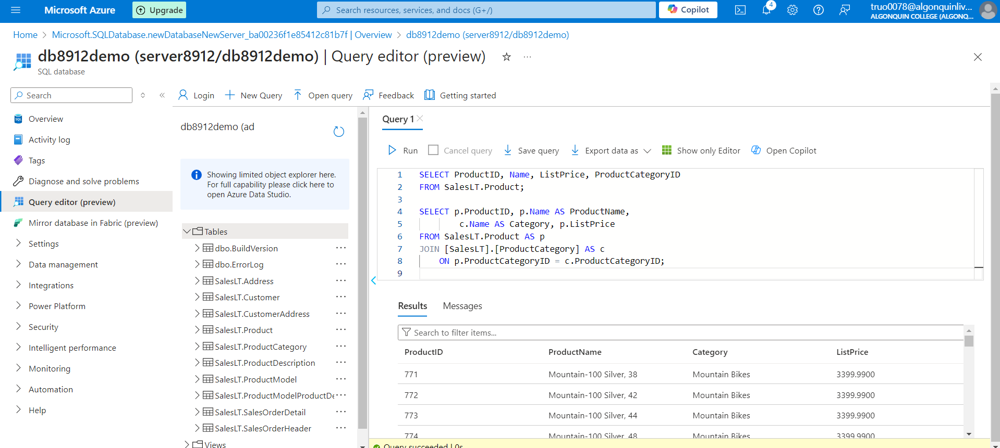 Microsoft Azure
Upgrade
Search resources, services, and docs (G+/)
Copilot
4
truo0078@algonquinliv...
ALGONQUIN COLLEGE (ALGONQ...
Home > Microsoft.SQLDatabase.newDatabaseNewServer_ba00236f1e85412c81b7f | Overview > db8912demo (server8912/db8912demo)
db8912demo (server8912/db8912demo) | Query editor (preview)
SQL database
Search
Overview
Activity log
Tags
Diagnose and solve problems
Query editor (preview)
Mirror database in Fabric (preview)
Settings
Data management
Integrations
Power Platform
Security
Intelligent performance
Monitoring
Automation
Help
Login
New Query
Open query
Feedback
Getting started
db8912demo (ad
Showing limited object explorer here.
For full capability please click here to
open Azure Data Studio.
Tables
dbo.BuildVersion
dbo.ErrorLog
SalesLT.Address
SalesLT.Customer
SalesLT.CustomerAddress
SalesLT.Product
SalesLT.ProductCategory
SalesLT.ProductDescription
SalesLT.ProductModel
SalesLT.ProductModelProductDe
SalesLT.SalesOrderDetail
SalesLT.SalesOrderHeader
Views
Query 1
Run
Cancel query
Save query
Export data as
Show only Editor
Open Copilot
1 SELECT ProductID, Name, ListPrice, ProductCategoryID
2 FROM SalesLT.Product;
3
4 SELECT p.ProductID, p.Name AS ProductName,
5 c.Name AS Category, p.ListPrice
6 FROM SalesLT.Product AS p
7 JOIN [SalesLT].[ProductCategory] AS c
8 ON p.ProductCategoryID = c.ProductCategoryID;
9
Results
Messages
Search to filter items...
ProductID ProductName Category ListPrice
771 Mountain-100 Silver, 38 Mountain Bikes 3399.9900
772 Mountain-100 Silver, 42 Mountain Bikes 3399.9900
773 Mountain-100 Silver, 44 Mountain Bikes 3399.9900
774 Mountain-100 Silver, 48 Mountain Bikes 3399.9900
Query succeeded | 0s